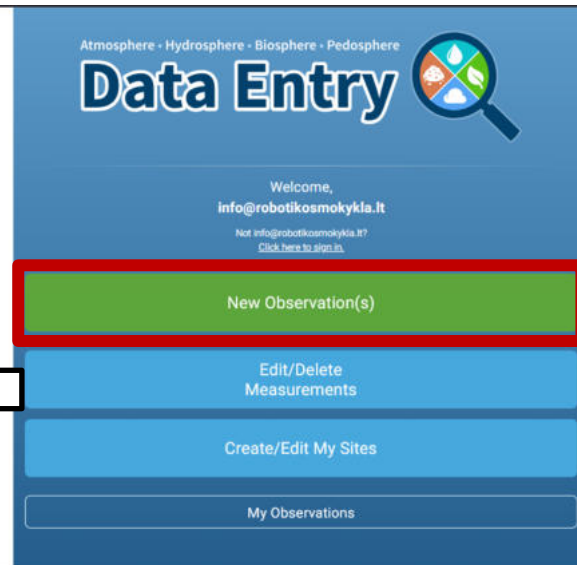 Atmosphere • Hydrosphere • Biosphere • Pedosphere
Data Entry
Welcome,
info@robotikosmokykla.lt
Not info@robotikosmokykla.lt?
Click here to sign in.
New Observation(s)
Edit/Delete
Measurements
Create/Edit My Sites
My Observations